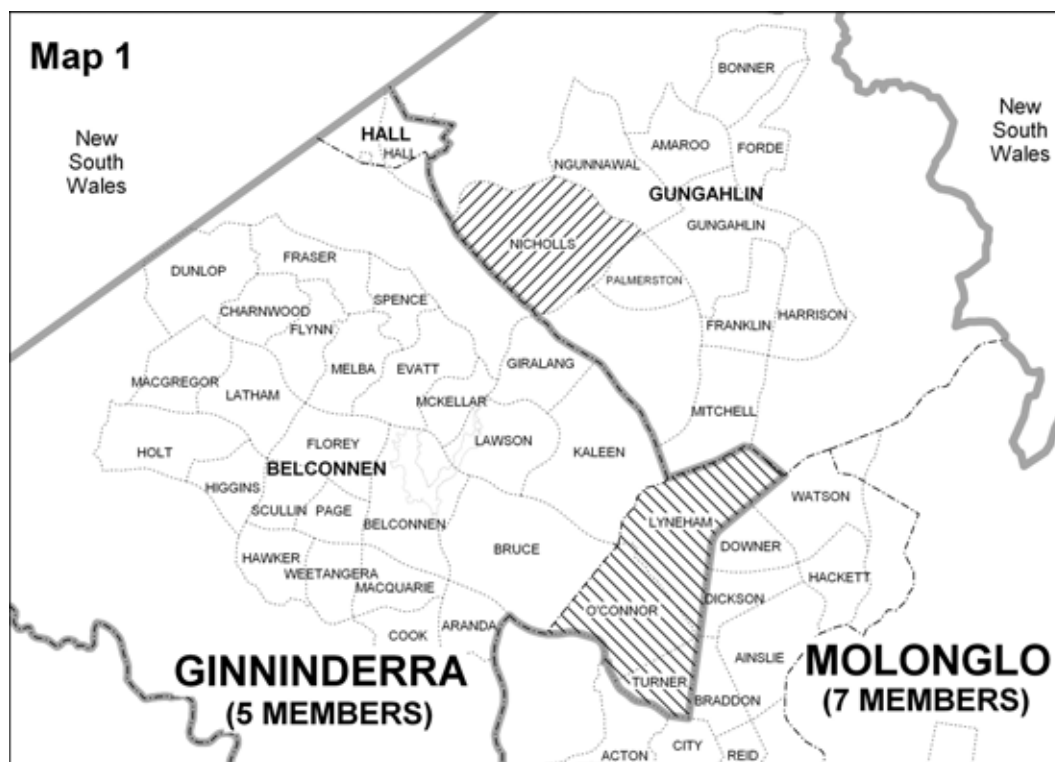 Map 1
New
South
Wales
New
South
Wales
BONNER
HALL
HALL
AMAROO
FORDE
NGUNNAWAL
GUNGAHLIN
GUNGAHLIN
NICHOLLS
PALMERSTON
DUNLOP
FRASER
SPENCE
CHARNWOOD
FLYNN
FRANKLIN
HARRISON
GIRALANG
MELBA
EVATT
MACGREGOR
LATHAM
MCKELLAR
MITCHELL
LAWSON
KALEEN
HOLT
FLOREY
BELCONNEN
HIGGINS
WATSON
SCULLIN
PAGE
BELCONNEN
LYNEHAM
DOWNER
BRUCE
HAWKER
WEETANGERA
MACQUARIE
HACKETT
DICKSON
O'CONNOR
COOK
ARANDA
AINSLIE
GINNINDERRA
(5 MEMBERS)
MOLONGLO
(7 MEMBERS)
TURNER
BRADDON
ACTON
CITY
REID